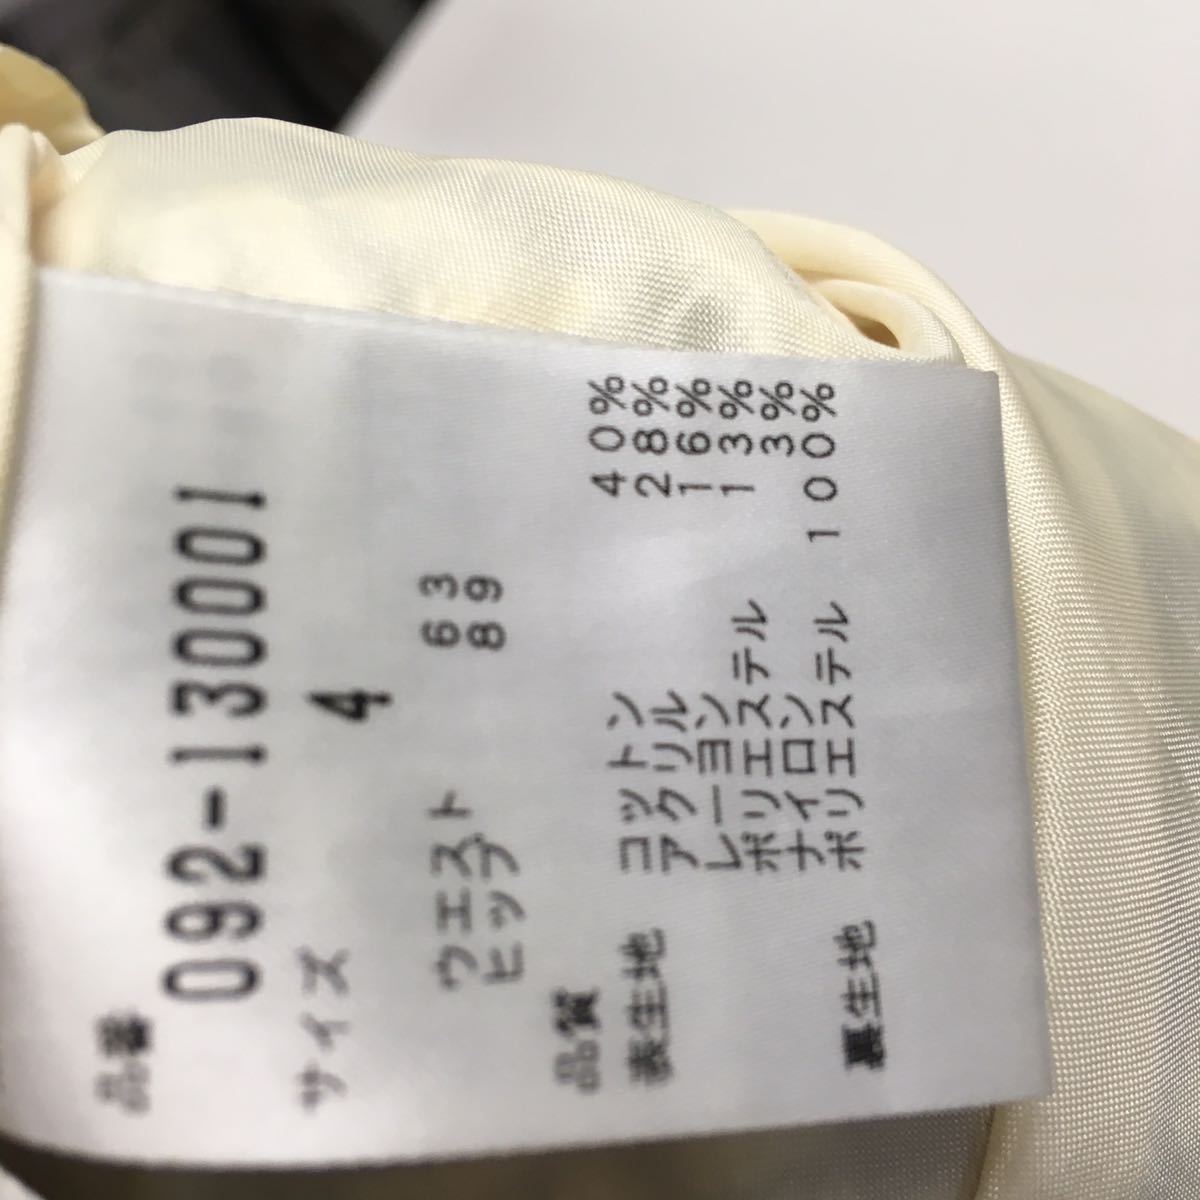 品番
092-130001
サイズ 4
ウエスト 63
ヒップ 89
品質
表生地 コットン 40%
アクリル 28%
レーヨン 16%
ポリエステル 13%
ナイロン 3%
裏生地 ポリエステル 100%